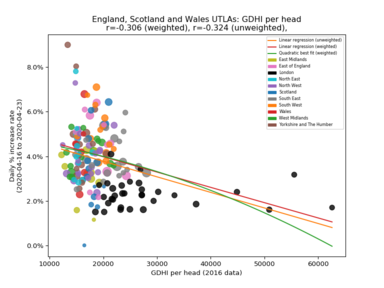 England, Scotland and Wales UTLAs: GDHI per head
r=-0.306 (weighted), r=-0.324 (unweighted),
Linear regression (unweighted)
Linear regression (weighted)
Quadratic best fit (weighted)
East Midlands
East of England
London
North East
North West
Scotland
South East
South West
Wales
West Midlands
Yorkshire and The Humber
Daily % increase rate
(2020-04-16 to 2020-04-23)
8.0%
6.0%
4.0%
2.0%
0.0%
10000
20000
30000
40000
50000
60000
GDHI per head (2016 data)